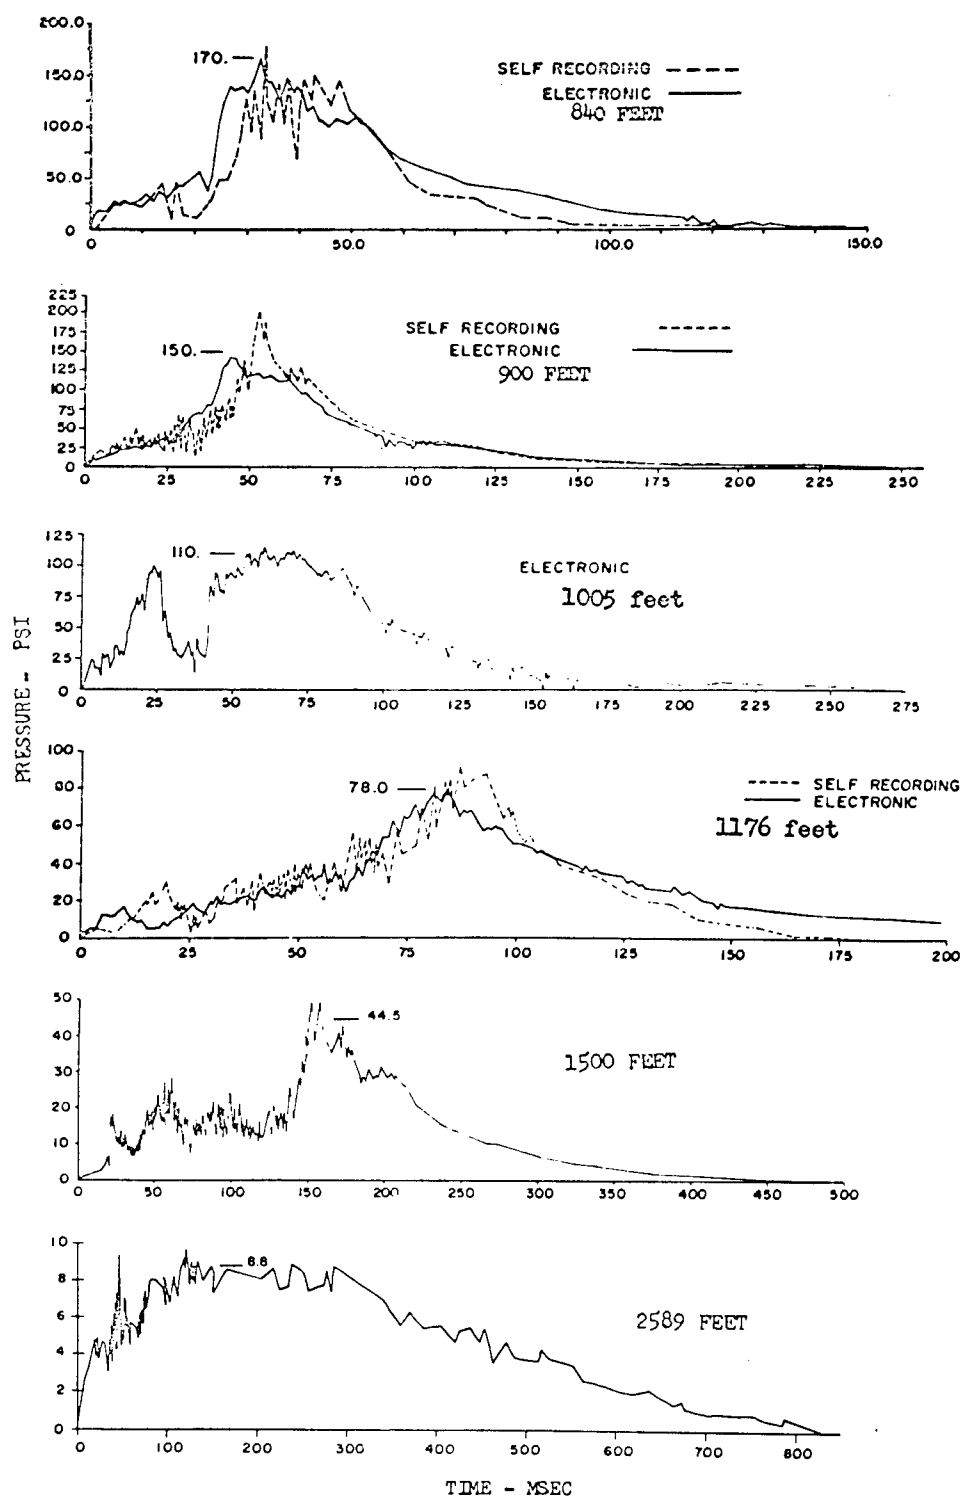 200.0
150.0
100.0
50.0
0
170.
SELF RECORDING
ELECTRONIC
840 FEET
0 50.0 100.0 150.0
225
200
175
150
125
100
75
50
25
0
150.
SELF RECORDING
ELECTRONIC
900 FEET
0 25 50 75 100 125 150 175 200 225 250
125
100
75
50
25
0
110.
ELECTRONIC
1005 feet
0 25 50 75 100 125 150 175 200 225 250 275
PRESSURE - PSI
100
80
60
40
20
0
78.0
SELF RECORDING
ELECTRONIC
1176 feet
0 25 50 75 100 125 150 175 200
50
40
30
20
10
0
44.5
1500 FEET
0 50 100 150 200 250 300 350 400 450 500
10
8
6
4
2
0
8.8
2589 FEET
0 100 200 300 400 500 600 700 800
TIME - MSEC